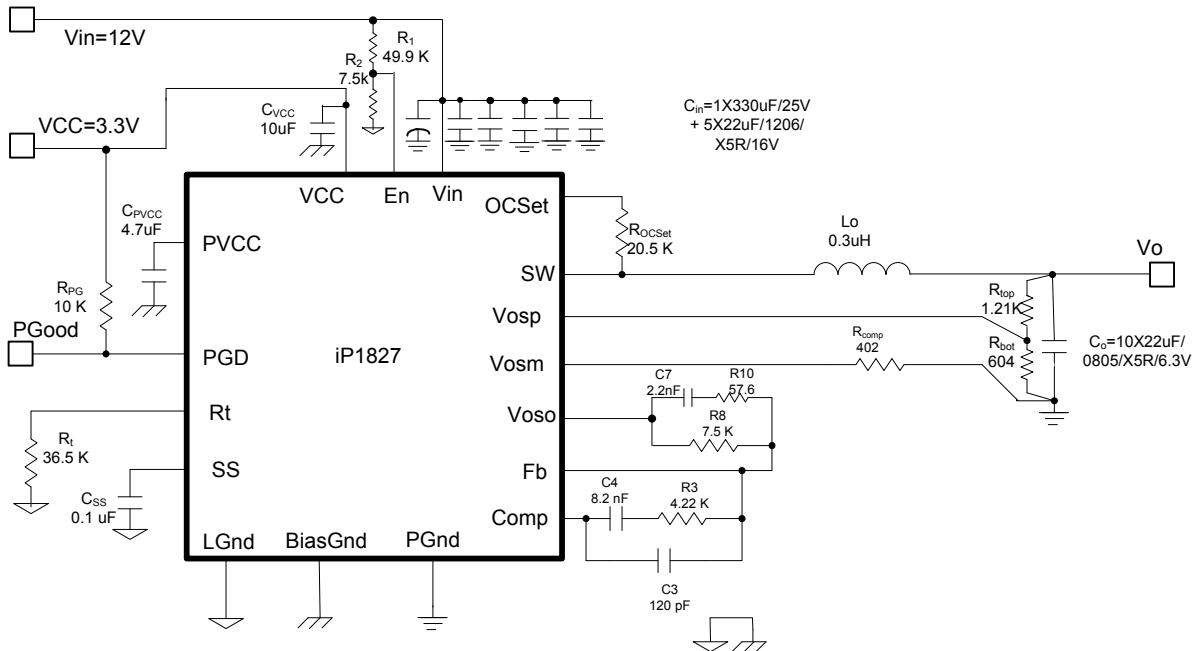 Vin=12V
R1
49.9 K
R2
7.5k
CVCC
10uF
Cin=1X330uF/25V
+ 5X22uF/1206/
X5R/16V
VCC=3.3V
VCC
En
Vin
OCSet
CPVCC
4.7uF
PVCC
ROCSet
20.5 K
Lo
0.3uH
SW
Vo
RPG
10 K
Rtop
1.21K
Vosp
PGood
PGD
iP1827
Rcomp
402
Vosm
Rbot
604
Co=10X22uF/
0805/X5R/6.3V
C7
2.2nF
R10
57.6
Rt
Voso
R8
7.5 K
Rt
36.5 K
SS
Fb
CSS
0.1 uF
C4
8.2 nF
R3
4.22 K
Comp
LGnd
BiasGnd
PGnd
C3
120 pF